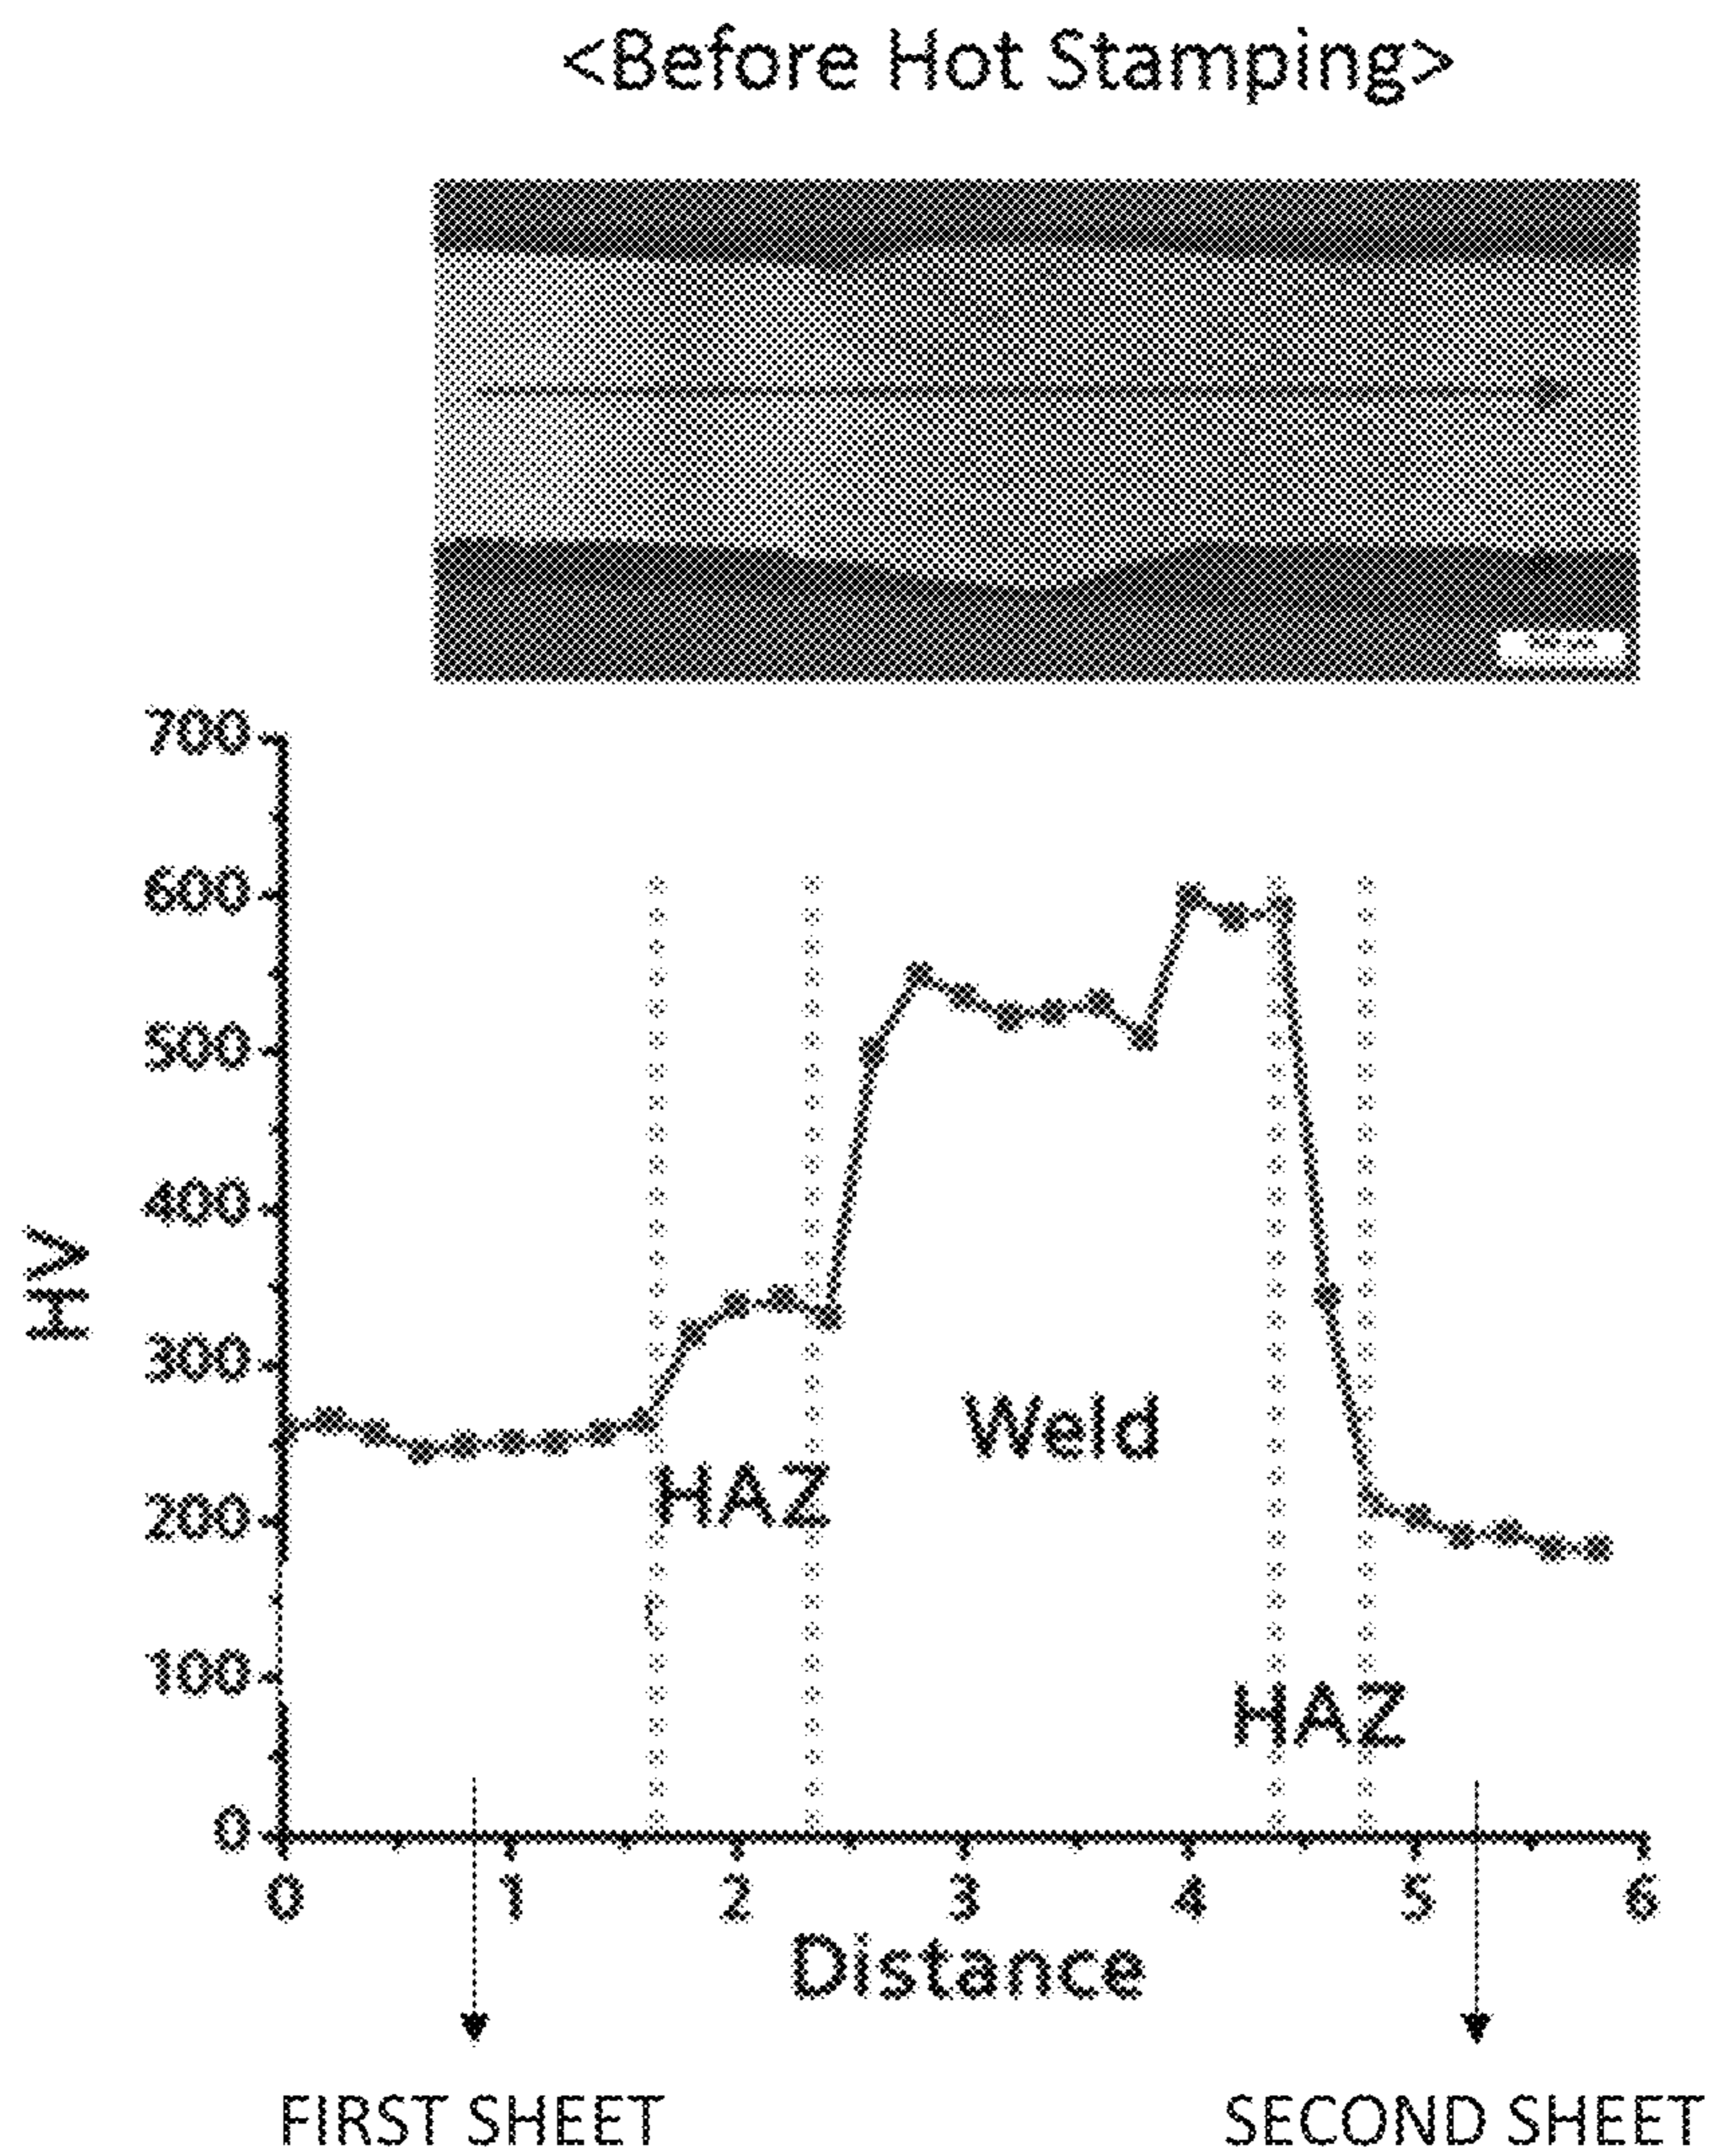 <Before Hot Stamping>
700
600
500
400
300
200
100
0
HV
HAZ
Weld
HAZ
0 1 2 3 4 5 6
Distance
FIRST SHEET
SECOND SHEET